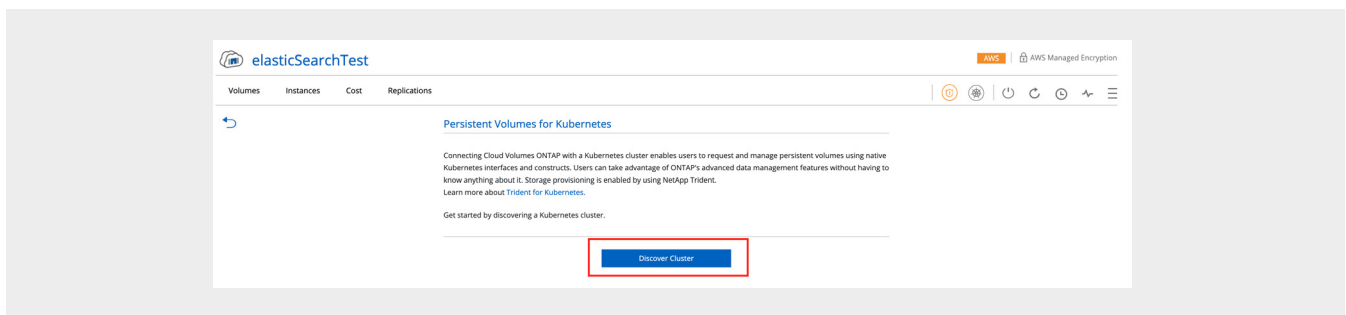 elasticSearchTest
AWS
AWS Managed Encryption
Volumes Instances Cost Replications
Persistent Volumes for Kubernetes
Connecting Cloud Volumes ONTAP with a Kubernetes cluster enables users to request and manage persistent volumes using native
Kubernetes interfaces and constructs. Users can take advantage of ONTAP's advanced data management features without having to
know anything about it. Storage provisioning is enabled by using NetApp Trident.
Learn more about Trident for Kubernetes.
Get started by discovering a Kubernetes cluster.
Discover Cluster